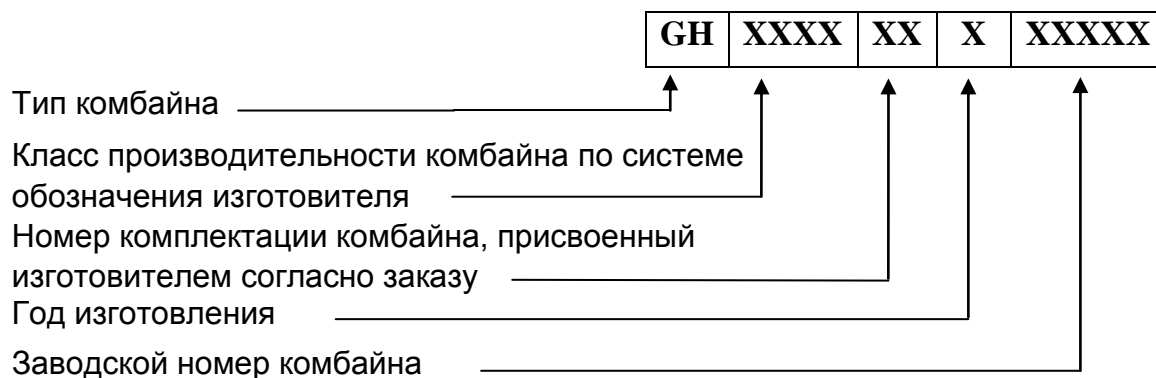 GH XXXX XX X XXXXX
Тип комбайна
Класс производительности комбайна по системе
обозначения изготовителя
Номер комплектации комбайна, присвоенный
изготовителем согласно заказу
Год изготовления
Заводской номер комбайна